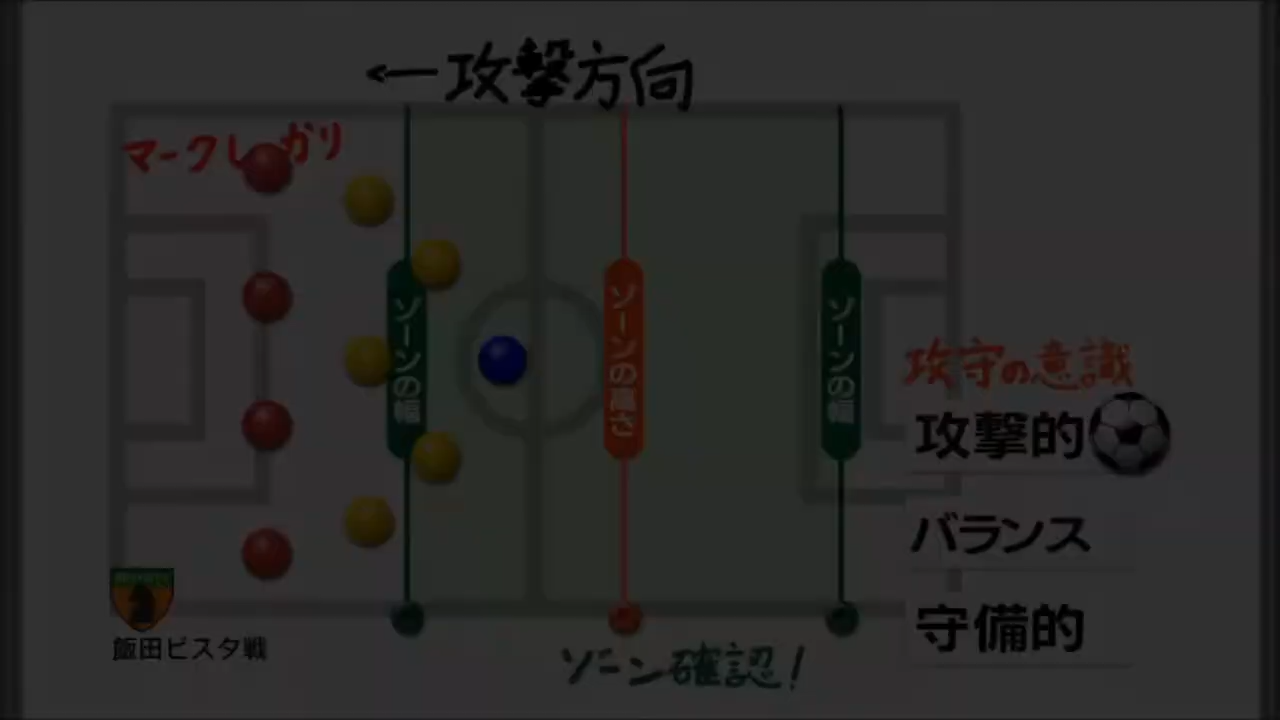 ←攻撃方向
マークしっかり
ゾーンの幅
ゾーンの高さ
ゾーンの幅
攻守の意識
攻撃的
バランス
守備的
飯田ビスタ戦
ゾーン確認!